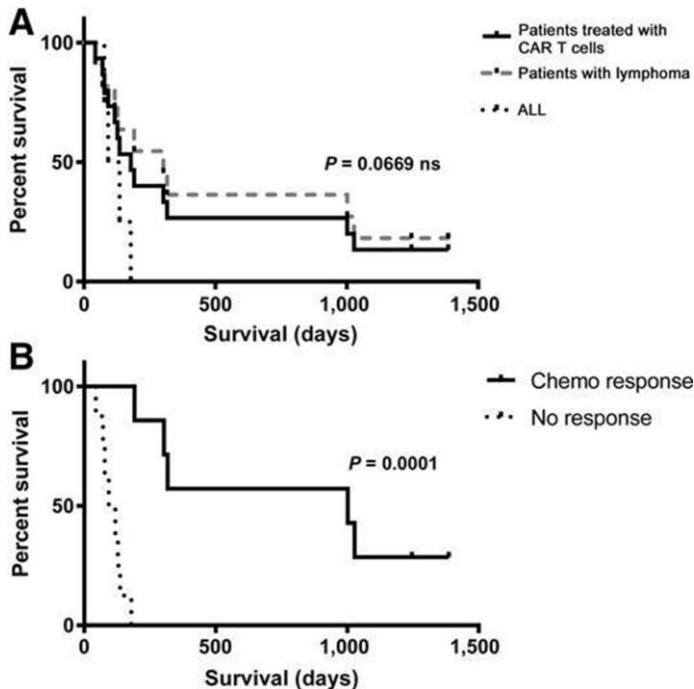 A
Percent survival
100
50
0
0
500
1,000
1,500
Survival (days)
P = 0.0669 ns
Patients treated with
CAR T cells
Patients with lymphoma
ALL
B
Percent survival
100
50
0
0
500
1,000
1,500
Survival (days)
P = 0.0001
Chemo response
No response